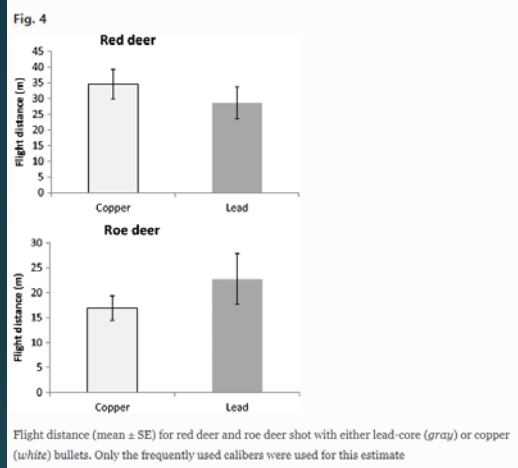 Fig. 4
Red deer
45
40
35
30
25
20
15
10
5
0
Flight distance (m)
Copper Lead
Roe deer
30
25
20
15
10
5
0
Flight distance (m)
Copper Lead
Flight distance (mean ± SE) for red deer and roe deer shot with either lead-core (gray) or copper
(white) bullets. Only the frequently used calibers were used for this estimate